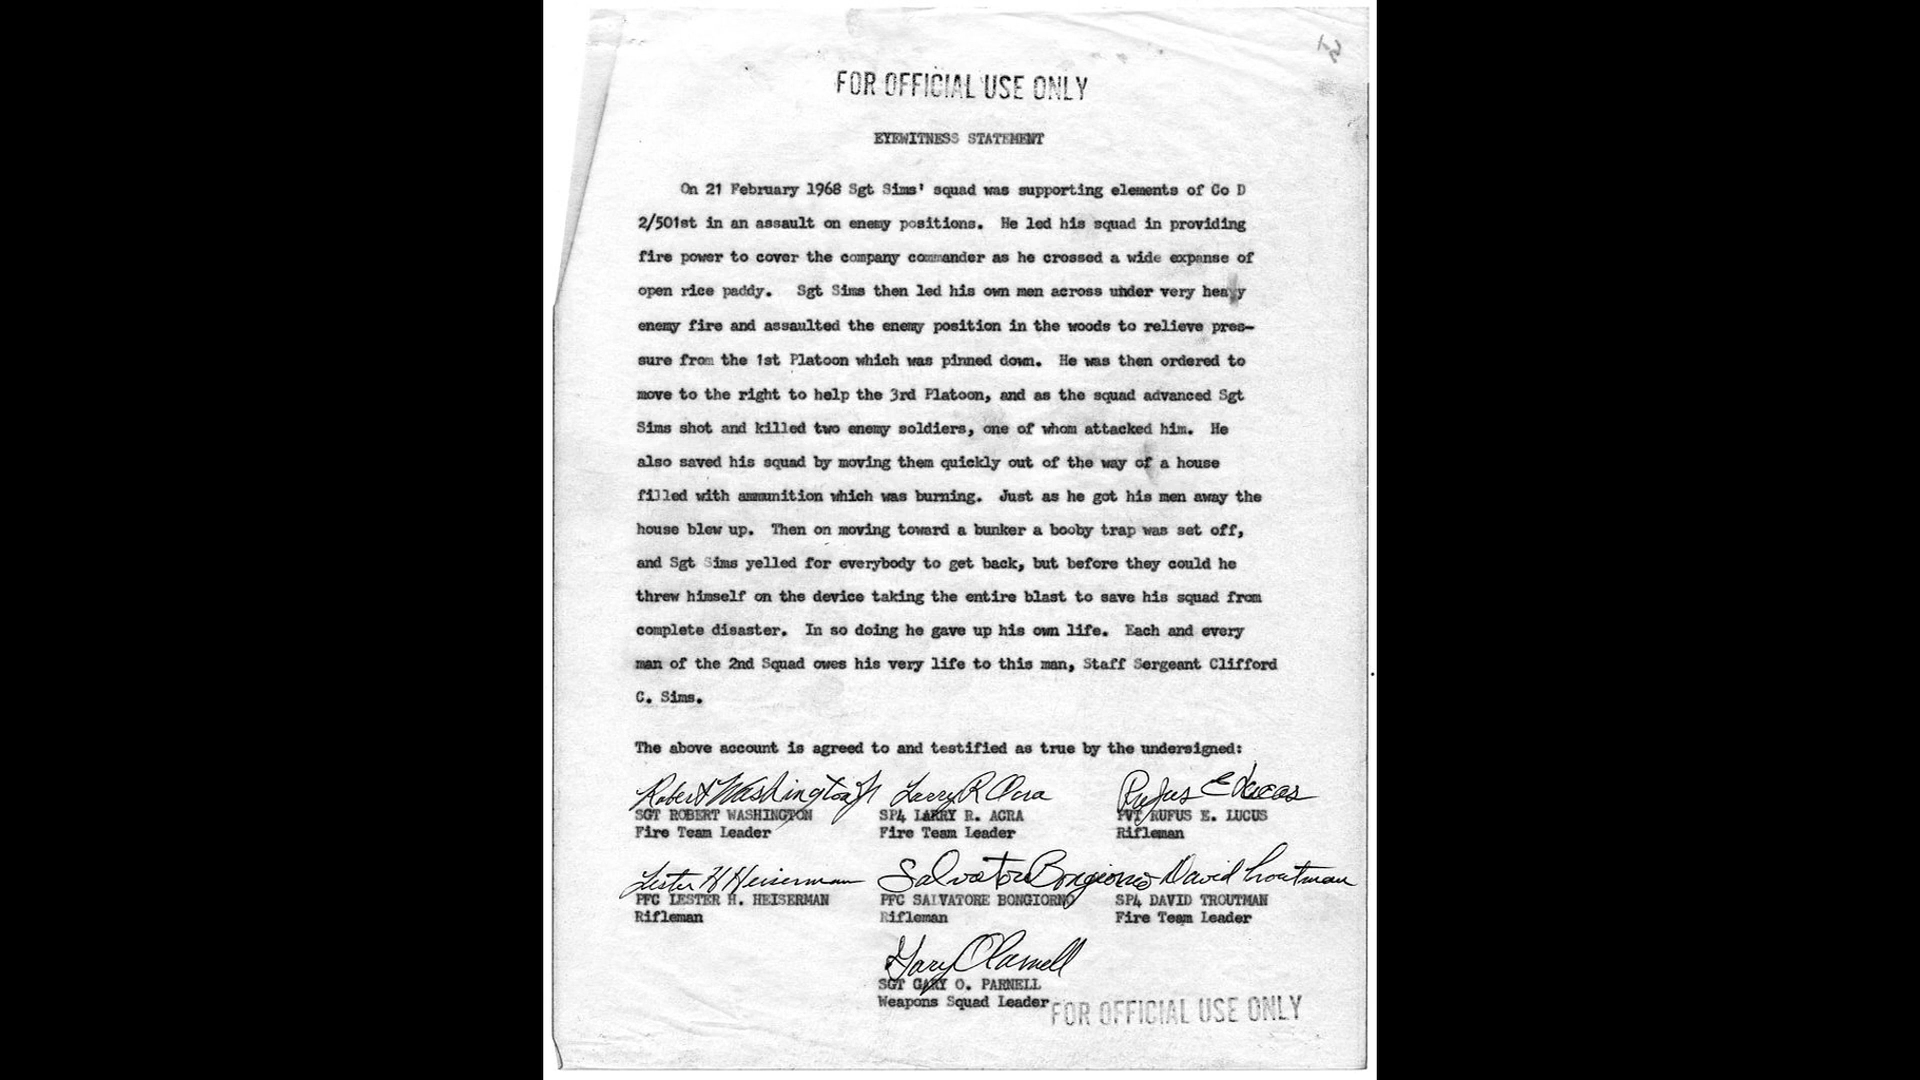 FOR OFFICIAL USE ONLY
EYEWITNESS STATEMENT
On 21 February 1968 Sgt Sims' squad was supporting elements of Co D
2/501st in an assault on enemy positions. He led his squad in providing
fire power to cover the company commander as he crossed a wide expanse of
open rice paddy. Sgt Sims then led his own men across under very heavy
enemy fire and assaulted the enemy position in the woods to relieve pres-
sure from the 1st Platoon which was pinned down. He was then ordered to
move to the right to help the 3rd Platoon, and as the squad advanced Sgt
Sims shot and killed two enemy soldiers, one of whom attacked him. He
also saved his squad by moving them quickly out of the way of a house
filled with ammunition which was burning. Just as he got his men away the
house blew up. Then on moving toward a bunker a booby trap was set off,
and Sgt Sims yelled for everybody to get back, but before they could he
threw himself on the device taking the entire blast to save his squad from
complete disaster. In so doing he gave up his own life. Each and every
man of the 2nd Squad owes his very life to this man, Staff Sergeant Clifford
C. Sims.
The above account is agreed to and testified as true by the undersigned:
Robert Washington Jr Larry R Acra Rufus E Lucas
SGT ROBERT WASHINGTON SP4 LARRY R. ACRA PVT RUFUS E. LUCUS
Fire Team Leader Fire Team Leader Rifleman
Lester H Heiserman Salvatore Bongiorno David Troutman
PFC LESTER H. HEISERMAN PFC SALVATORE BONGIORNO SP4 DAVID TROUTMAN
Rifleman Rifleman Fire Team Leader
Gary O Parnell
SGT GARY O. PARNELL
Weapons Squad Leader
FOR OFFICIAL USE ONLY